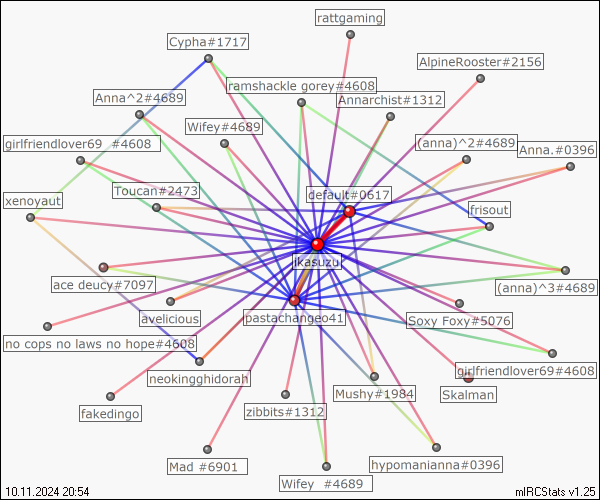 rattgaming
Cypha#1717
AlpineRooster#2156
ramshackle gorey#4608
Anna^2#4689
Annarchist#1312
Wifey#4689
girlfriendlover69 #4608
(anna)^2#4689
Anna.#0396
Toucan#2473
default#0617
xenoyaut
frisout
jkasuzu
ace deucy#7097
(anna)^3#4689
avelicious
pastachangeo41
Soxy Foxy#5076
no cops no laws no hope#4608
neokingghidorah
girlfriendlover69#4608
Mushy#1984
Skalman
fakedingo
zibbits#1312
Mad #6901
hypomanianna#0396
Wifey #4689
10.11.2024 20:54
mIRCStats v1.25